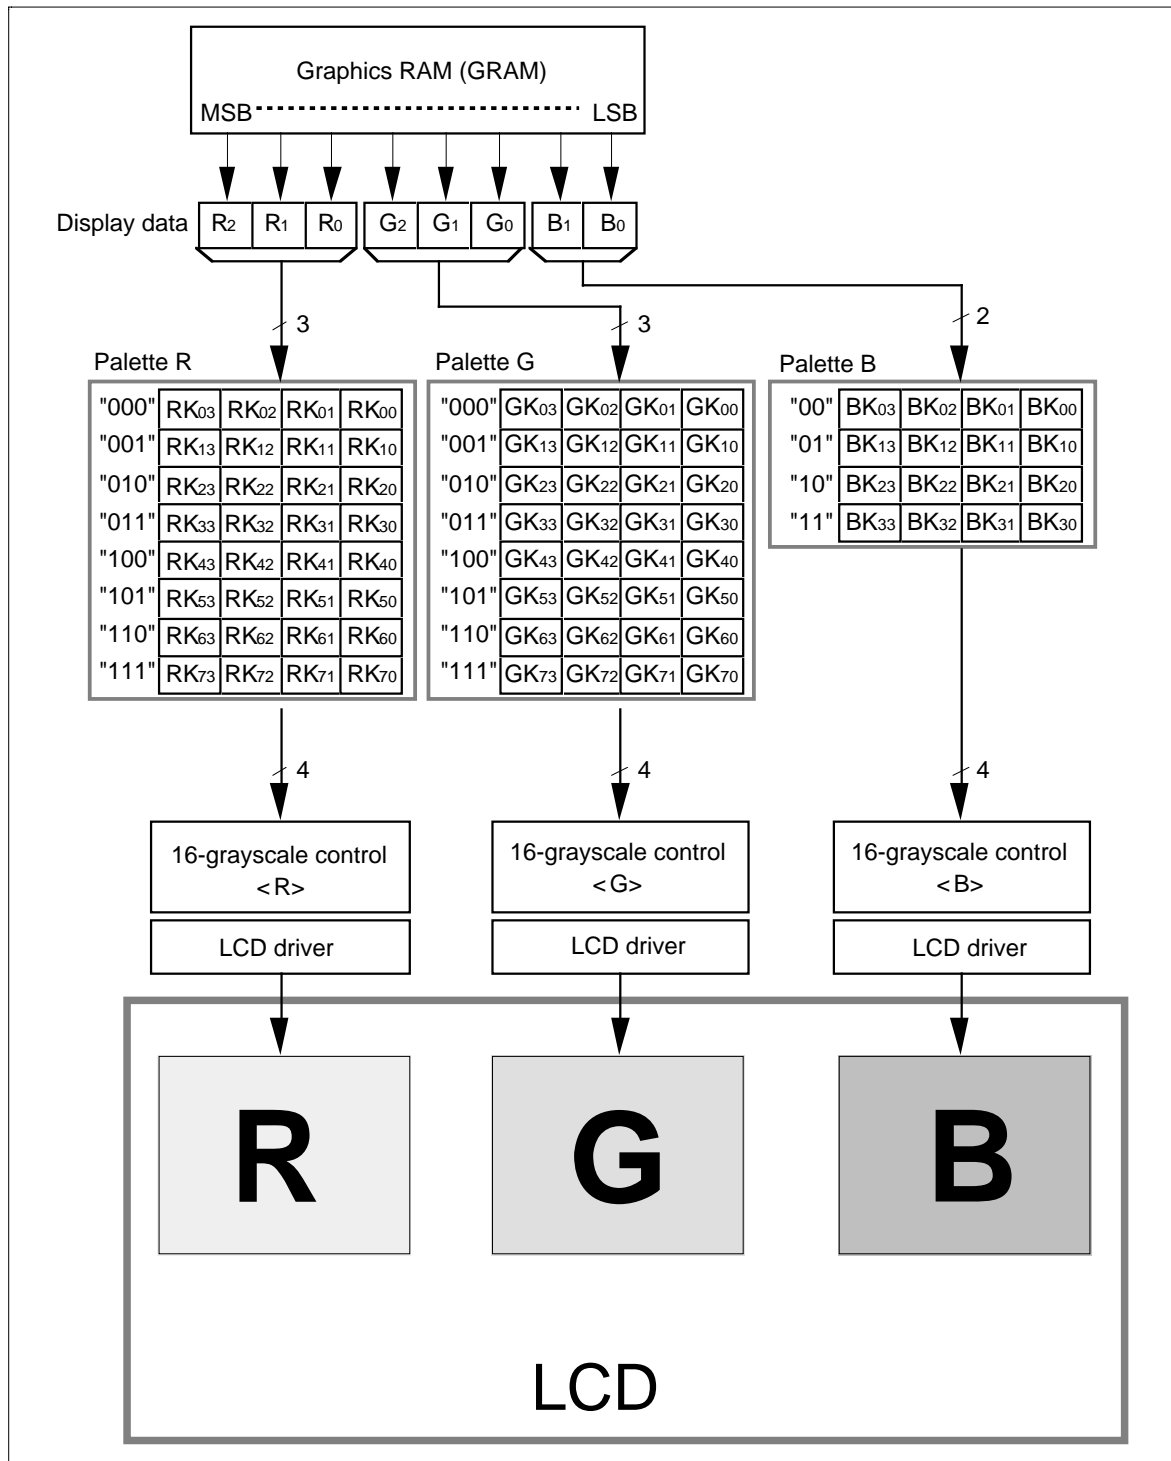 Graphics RAM (GRAM)
MSB LSB
Display data R2 R1 R0 G2 G1 G0 B1 B0
3 3 2
Palette R Palette G Palette B
"000" RK03 RK02 RK01 RK00 "000" GK03 GK02 GK01 GK00 "00" BK03 BK02 BK01 BK00
"001" RK13 RK12 RK11 RK10 "001" GK13 GK12 GK11 GK10 "01" BK13 BK12 BK11 BK10
"010" RK23 RK22 RK21 RK20 "010" GK23 GK22 GK21 GK20 "10" BK23 BK22 BK21 BK20
"011" RK33 RK32 RK31 RK30 "011" GK33 GK32 GK31 GK30 "11" BK33 BK32 BK31 BK30
"100" RK43 RK42 RK41 RK40 "100" GK43 GK42 GK41 GK40
"101" RK53 RK52 RK51 RK50 "101" GK53 GK52 GK51 GK50
"110" RK63 RK62 RK61 RK60 "110" GK63 GK62 GK61 GK60
"111" RK73 RK72 RK71 RK70 "111" GK73 GK72 GK71 GK70
4 4 4
16-grayscale control 16-grayscale control 16-grayscale control
<R> <G> <B>
LCD driver LCD driver LCD driver
R G B
LCD